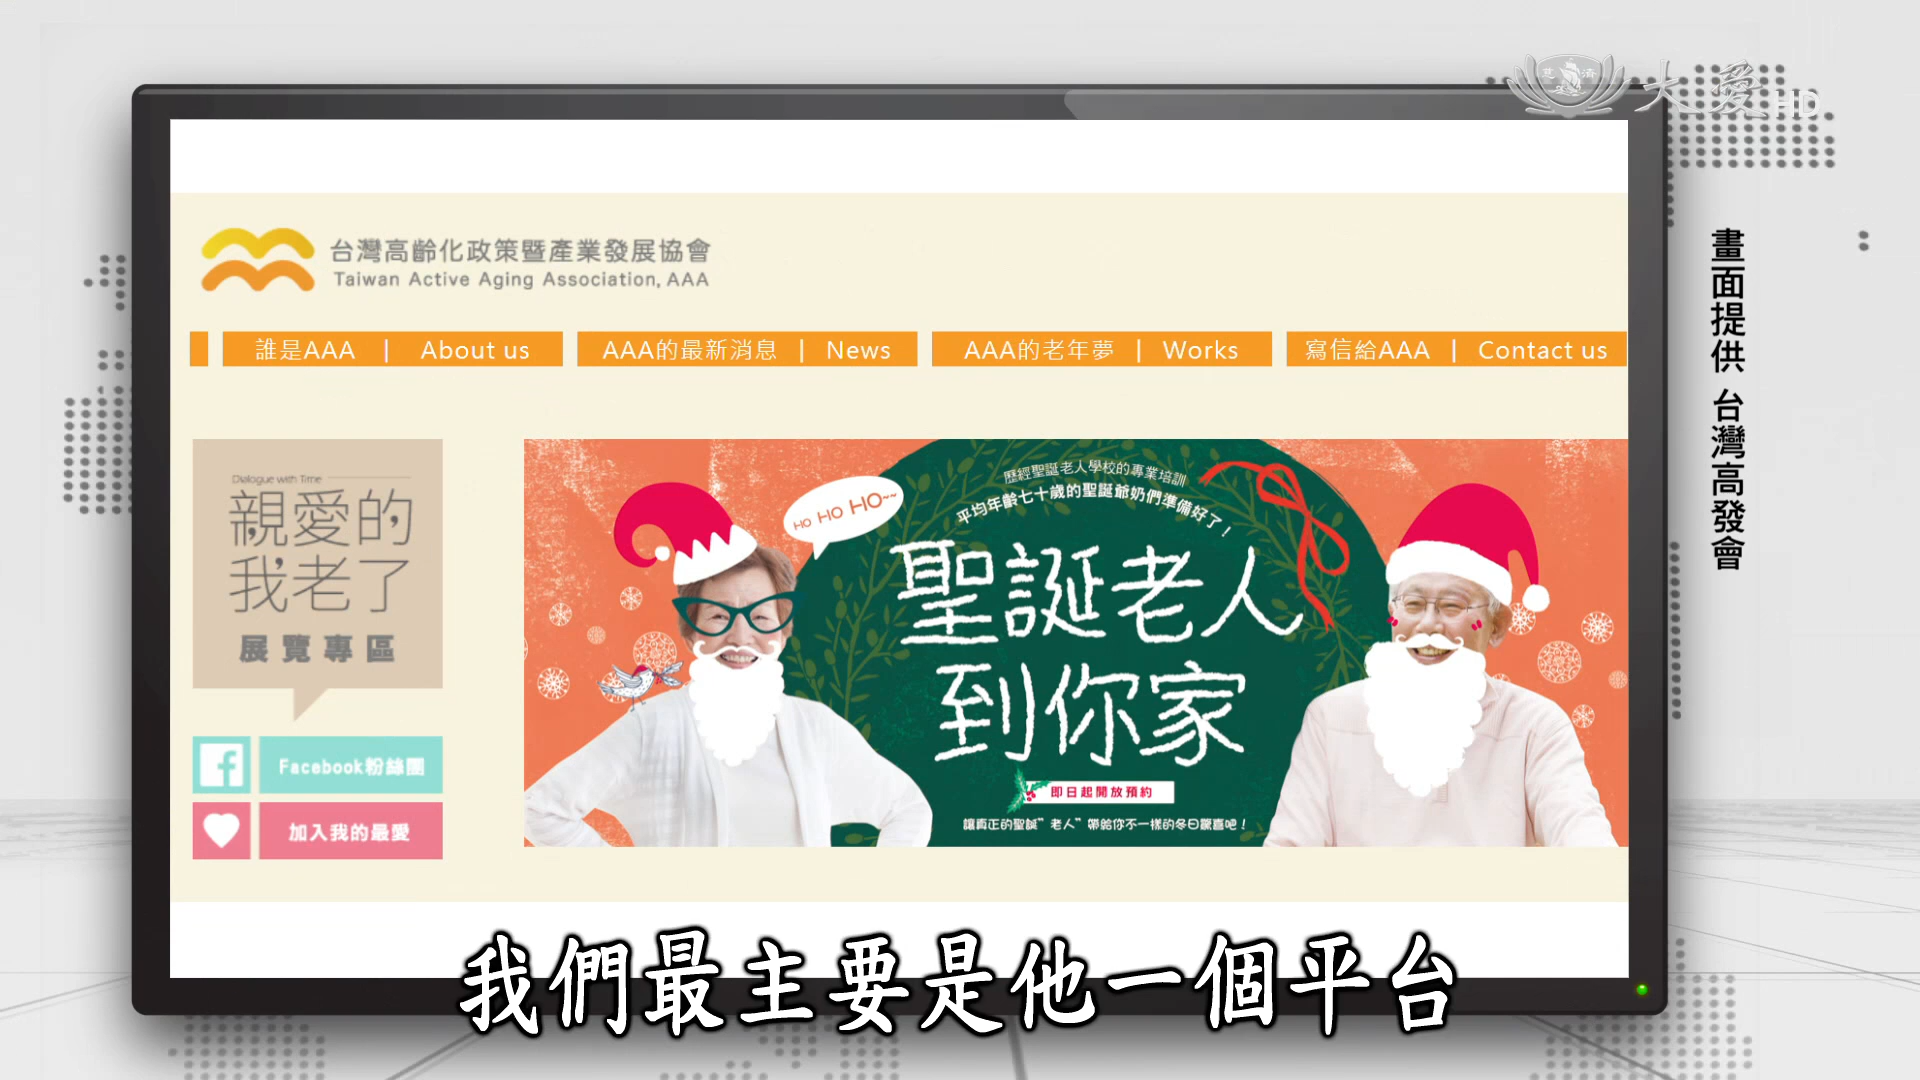 慈濟
大愛HD
畫面提供 台灣高發會
台灣高齡化政策暨產業發展協會
Taiwan Active Aging Association, AAA
誰是AAA | About us
AAA的最新消息 | News
AAA的老年夢 | Works
寫信給AAA | Contact us
Dialogue with Time
親愛的,
我老了
展覽專區
Facebook粉絲團
加入我的最愛
HO HO HO~~
歷經聖誕老人學校的專業培訓
平均年齡七十歲的聖誕爺奶們準備好了！
聖誕老人
到你家
即日起開放預約
讓真正的聖誕”老人”帶給你不一樣的冬日驚喜吧！
我們最主要是他一個平台